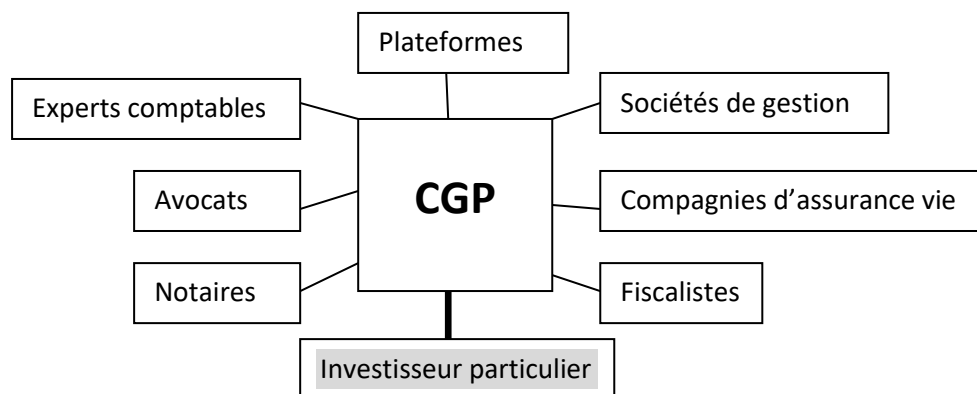 Plateformes
Experts comptables
Sociétés de gestion
CGP
Avocats
Compagnies d’assurance vie
Notaires
Fiscalistes
Investisseur particulier